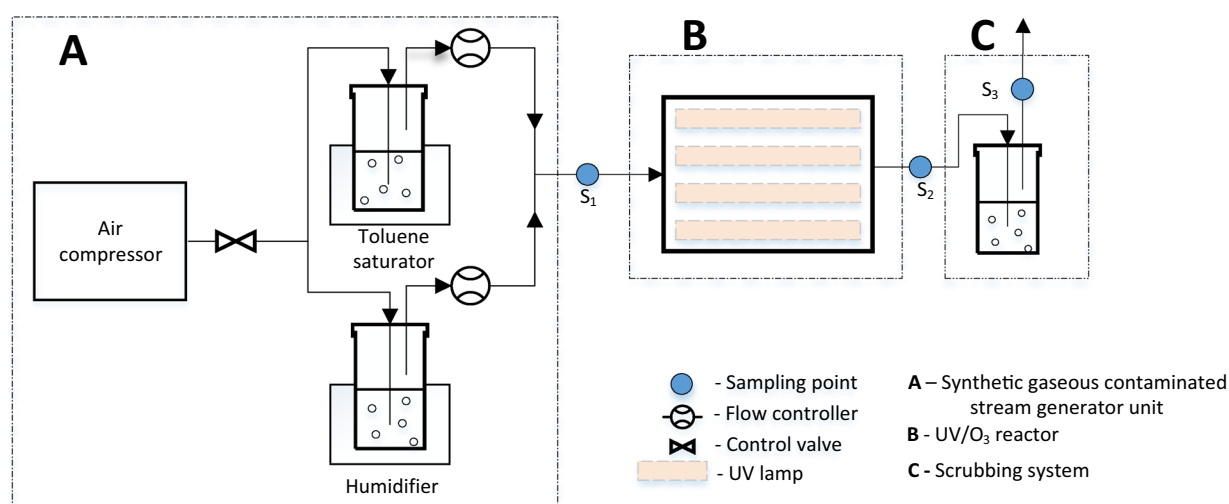 A
B
C
S3
S1
S2
Air
compressor
Toluene
saturator
Humidifier
- Sampling point
- Flow controller
- Control valve
- UV lamp
A – Synthetic gaseous contaminated
stream generator unit
B - UV/O3 reactor
C - Scrubbing system